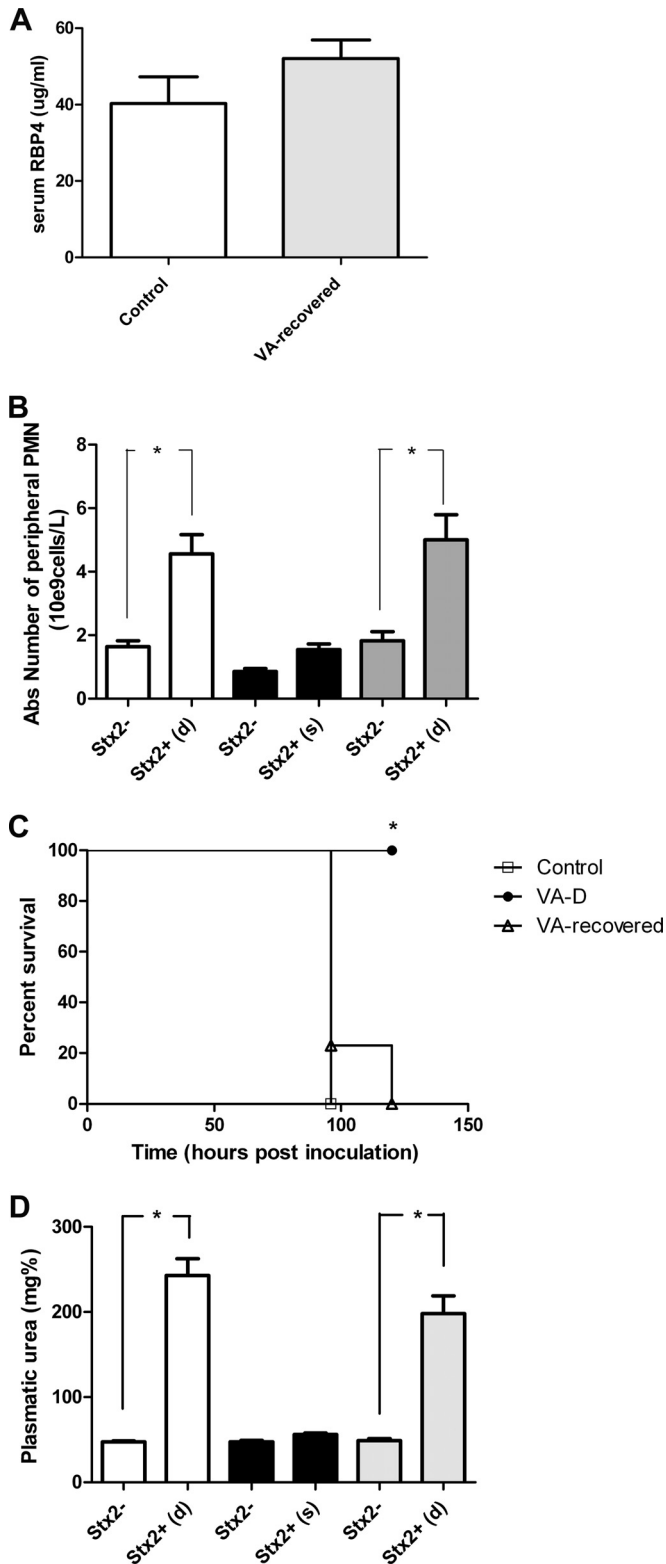 A
serum RBP4 (ug/ml)
60
40
20
0
Control
VA-recovered
B
Abs Number of peripheral PMN
(10e9cells/L)
8
6
4
2
0
*
*
Stx2-
Stx2+ (d)
Stx2-
Stx2+ (s)
Stx2-
Stx2+ (d)
C
Percent survival
100
80
60
40
20
0
*
0
50
100
150
Time (hours post inoculation)
Control
VA-D
VA-recovered
D
Plasmatic urea (mg%)
300
200
100
0
*
*
Stx2-
Stx2+ (d)
Stx2-
Stx2+ (s)
Stx2-
Stx2+ (d)